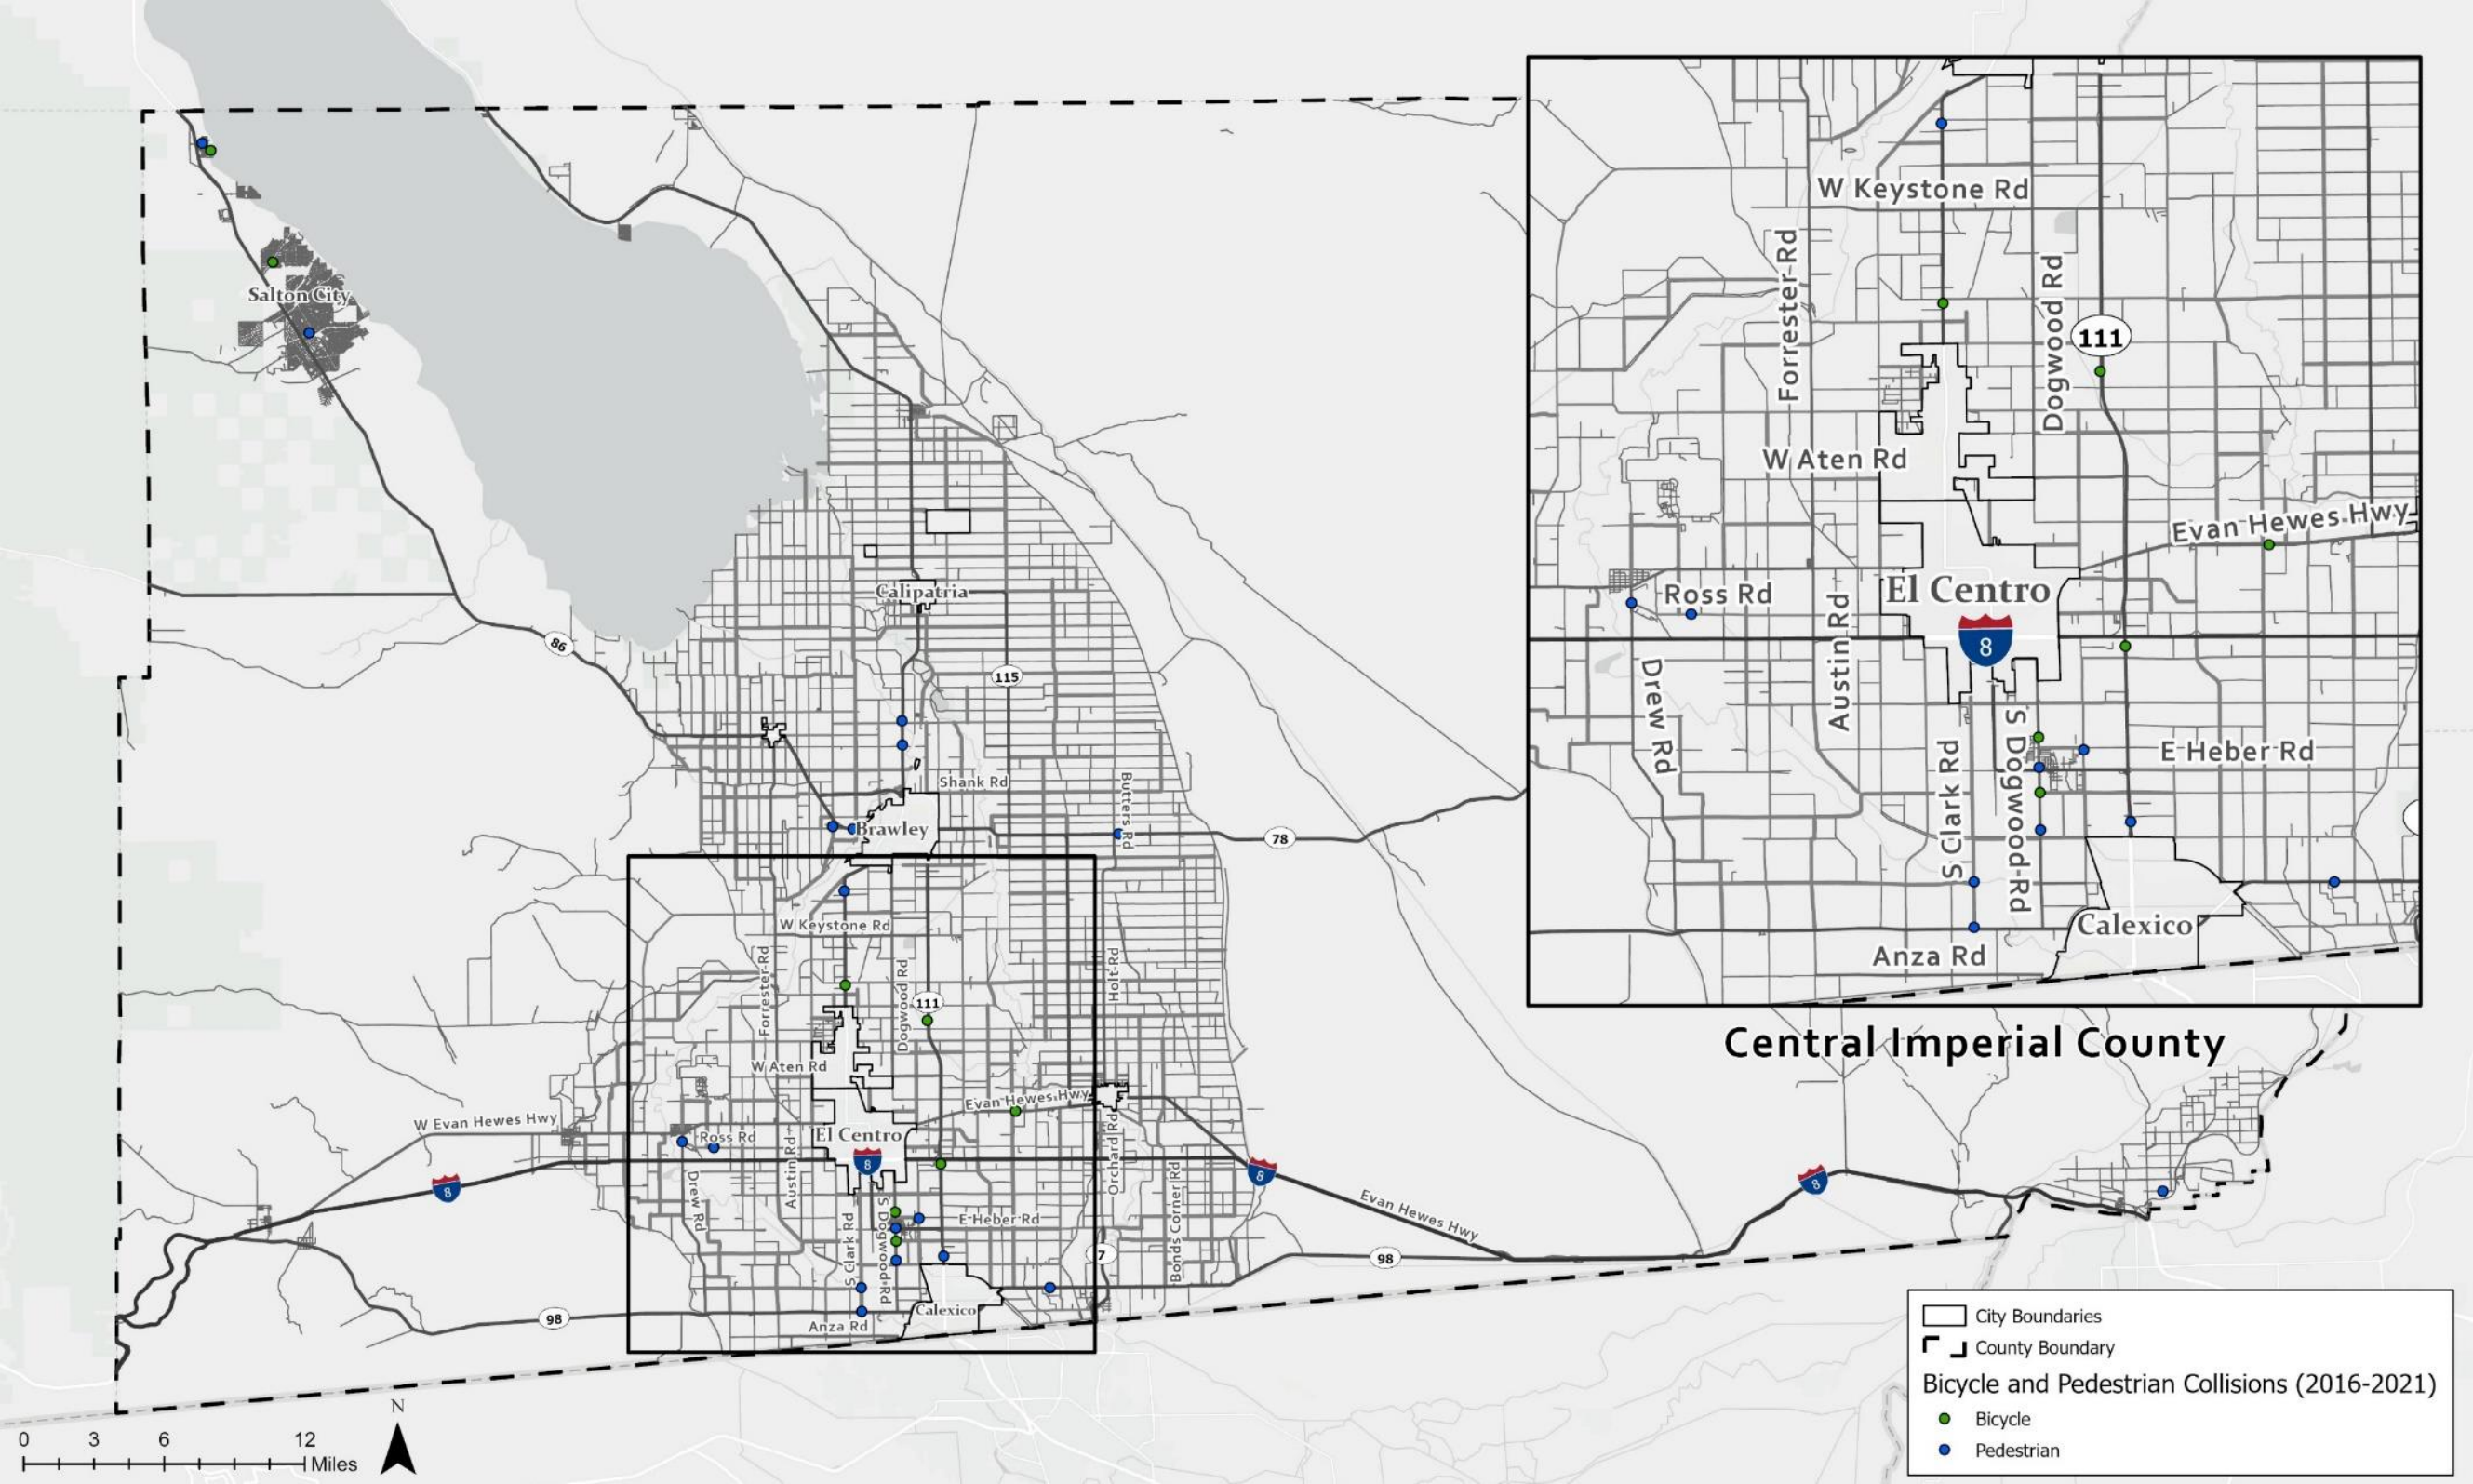 Salton City
86
Calipatria
115
Shank Rd
Butters Rd
Brawley
78
W Keystone Rd
Forrester Rd
Dogwood Rd
Holt Rd
111
W Aten Rd
Evan Hewes Hwy
W Evan Hewes Hwy
Ross Rd
El Centro
8
8
8
8
Austin Rd
Drew Rd
Orchard Rd
Bonds Corner Rd
S Clark Rd
S Dogwood Rd
E Heber Rd
Evan Hewes Hwy
7
98
98
Calexico
Anza Rd
W Keystone Rd
Forrester Rd
Dogwood Rd
111
W Aten Rd
Evan Hewes Hwy
Ross Rd
El Centro
8
Austin Rd
Drew Rd
S Clark Rd
S Dogwood Rd
E Heber Rd
Calexico
Anza Rd
Central Imperial County
City Boundaries
County Boundary
Bicycle and Pedestrian Collisions (2016-2021)
Bicycle
Pedestrian
N
0 3 6 12
Miles